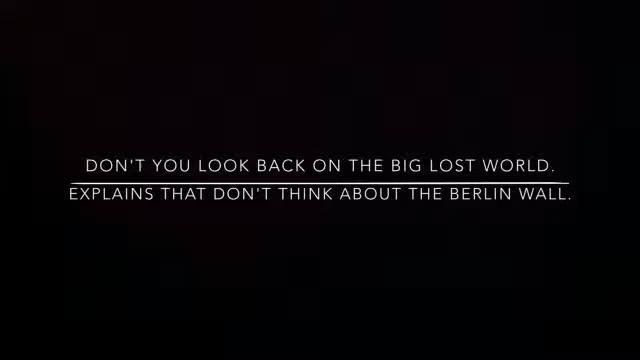 DON'T YOU LOOK BACK ON THE BIG LOST WORLD.
EXPLAINS THAT DON'T THINK ABOUT THE BERLIN WALL.